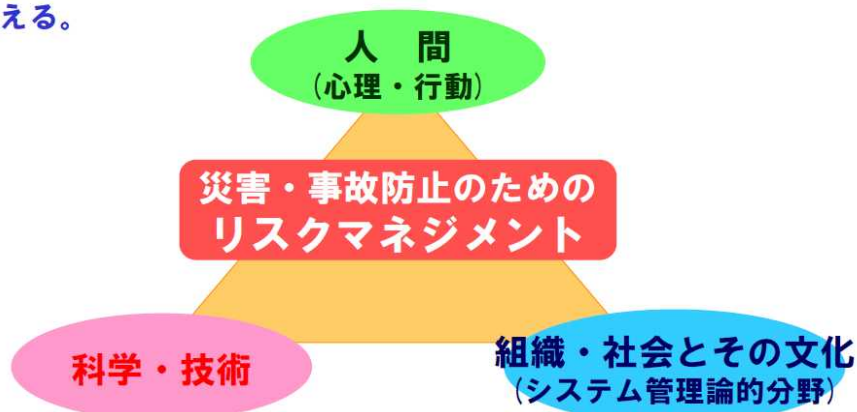 える。
人　間
（心理・行動）
災害・事故防止のための
リスクマネジメント
科学・技術
組織・社会とその文化
（システム管理論的分野）